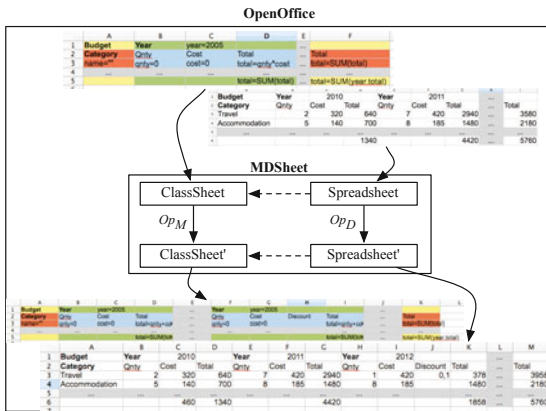 OpenOffice
A B C D E F
1 Budget Year year=2005 ...
2 Category Qnty Cost Total ... Total
3 name="" qnty=0 cost=0 total=qnty*cost ... total=SUM(total)
... ... ...
5 total=SUM(total) ... total=SUM(year.total)
Budget Year 2010 Year 2011 ...
Category Qnty Cost Total Qnty Cost Total ... Total
Travel 2 320 640 7 420 2940 ... 3580
Accommodation 5 140 700 8 185 1480 ... 2180
1340 4420 ... 5760
MDSheet
ClassSheet Spreadsheet
OpM OpD
ClassSheet' Spreadsheet'
Budget Year year=2005 ... Year year=2005
Category Qnty Cost Total Qnty Cost Discount Total
qnty=0 cost=0 qnty=0 cost=0
A B C D E F G H I J K L M
1 Budget Year 2010 Year 2011 Year 2012 ...
2 Category Qnty Cost Total Qnty Cost Total Qnty Cost Discount Total ... Total
3 Travel 2 320 640 7 420 2940 1 420 0,1 378 ... 3958
4 Accommodation 5 140 700 8 185 1480 8 185 1480 ... 2180
6 460 1340 4420 1858 ... 5760